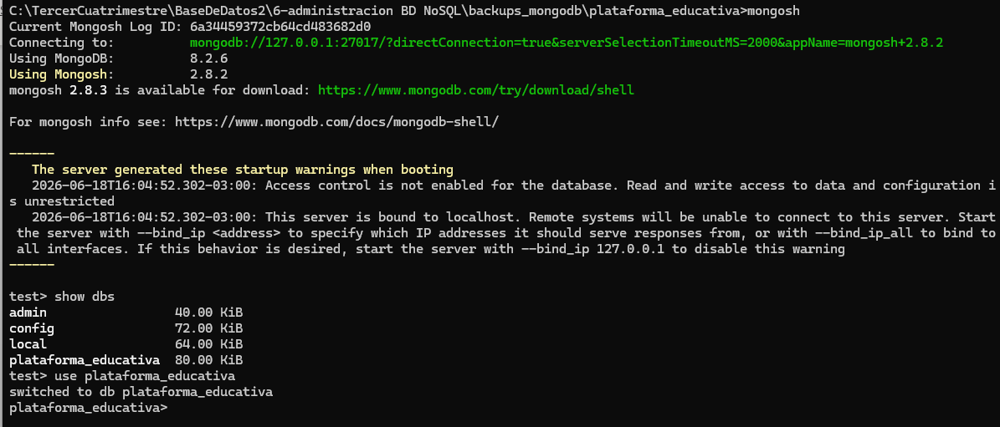 C:\TercerCuatrimestre\BaseDeDatos2\6-administracion BD NoSQL\backups_mongodb\plataforma_educativa>mongosh
Current Mongosh Log ID: 6a34459372cb64cd483682d0
Connecting to:          mongodb://127.0.0.1:27017/?directConnection=true&serverSelectionTimeoutMS=2000&appName=mongosh+2.8.2
Using MongoDB:          8.2.6
Using Mongosh:          2.8.2
mongosh 2.8.3 is available for download: https://www.mongodb.com/try/download/shell
For mongosh info see: https://www.mongodb.com/docs/mongodb-shell/
------
   The server generated these startup warnings when booting
   2026-06-18T16:04:52.302-03:00: Access control is not enabled for the database. Read and write access to data and configuration i
s unrestricted
   2026-06-18T16:04:52.302-03:00: This server is bound to localhost. Remote systems will be unable to connect to this server. Start
 the server with --bind_ip <address> to specify which IP addresses it should serve responses from, or with --bind_ip_all to bind to
 all interfaces. If this behavior is desired, start the server with --bind_ip 127.0.0.1 to disable this warning
------
test> show dbs
admin                 40.00 KiB
config                72.00 KiB
local                 64.00 KiB
plataforma_educativa  80.00 KiB
test> use plataforma_educativa
switched to db plataforma_educativa
plataforma_educativa>